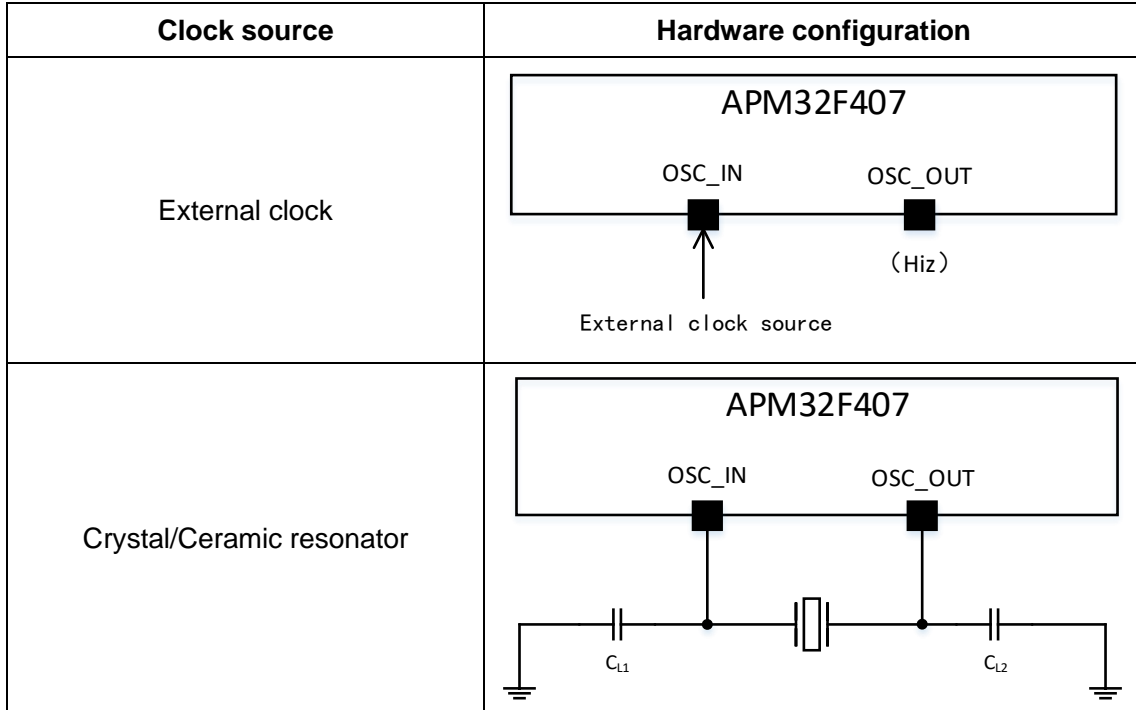 Clock source
Hardware configuration
External clock
APM32F407
OSC_IN
OSC_OUT
（Hiz）
External clock source
Crystal/Ceramic resonator
APM32F407
OSC_IN
OSC_OUT
CL1
CL2